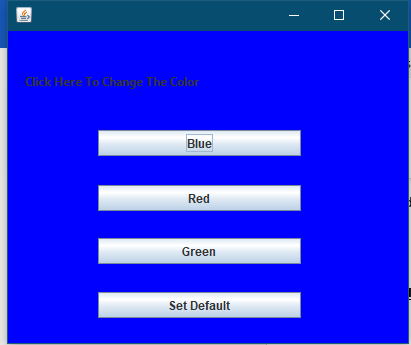 Click Here To Change The Color
Blue
Red
Green
Set Default